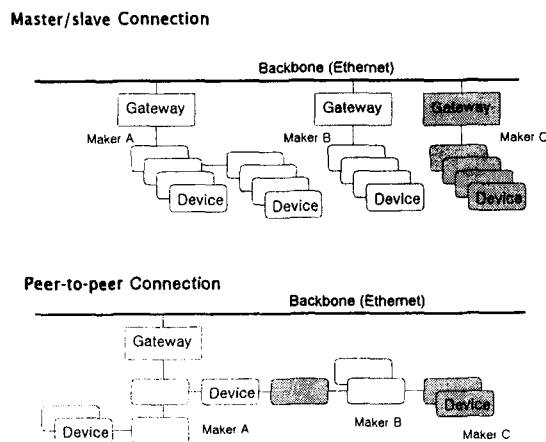 Master/slave Connection
Backbone (Ethernet)
Gateway
Gateway
Gateway
Maker A
Maker B
Maker C
Device
Device
Device
Device
Peer-to-peer Connection
Backbone (Ethernet)
Gateway
Device
Device
Device
Maker A
Maker B
Maker C